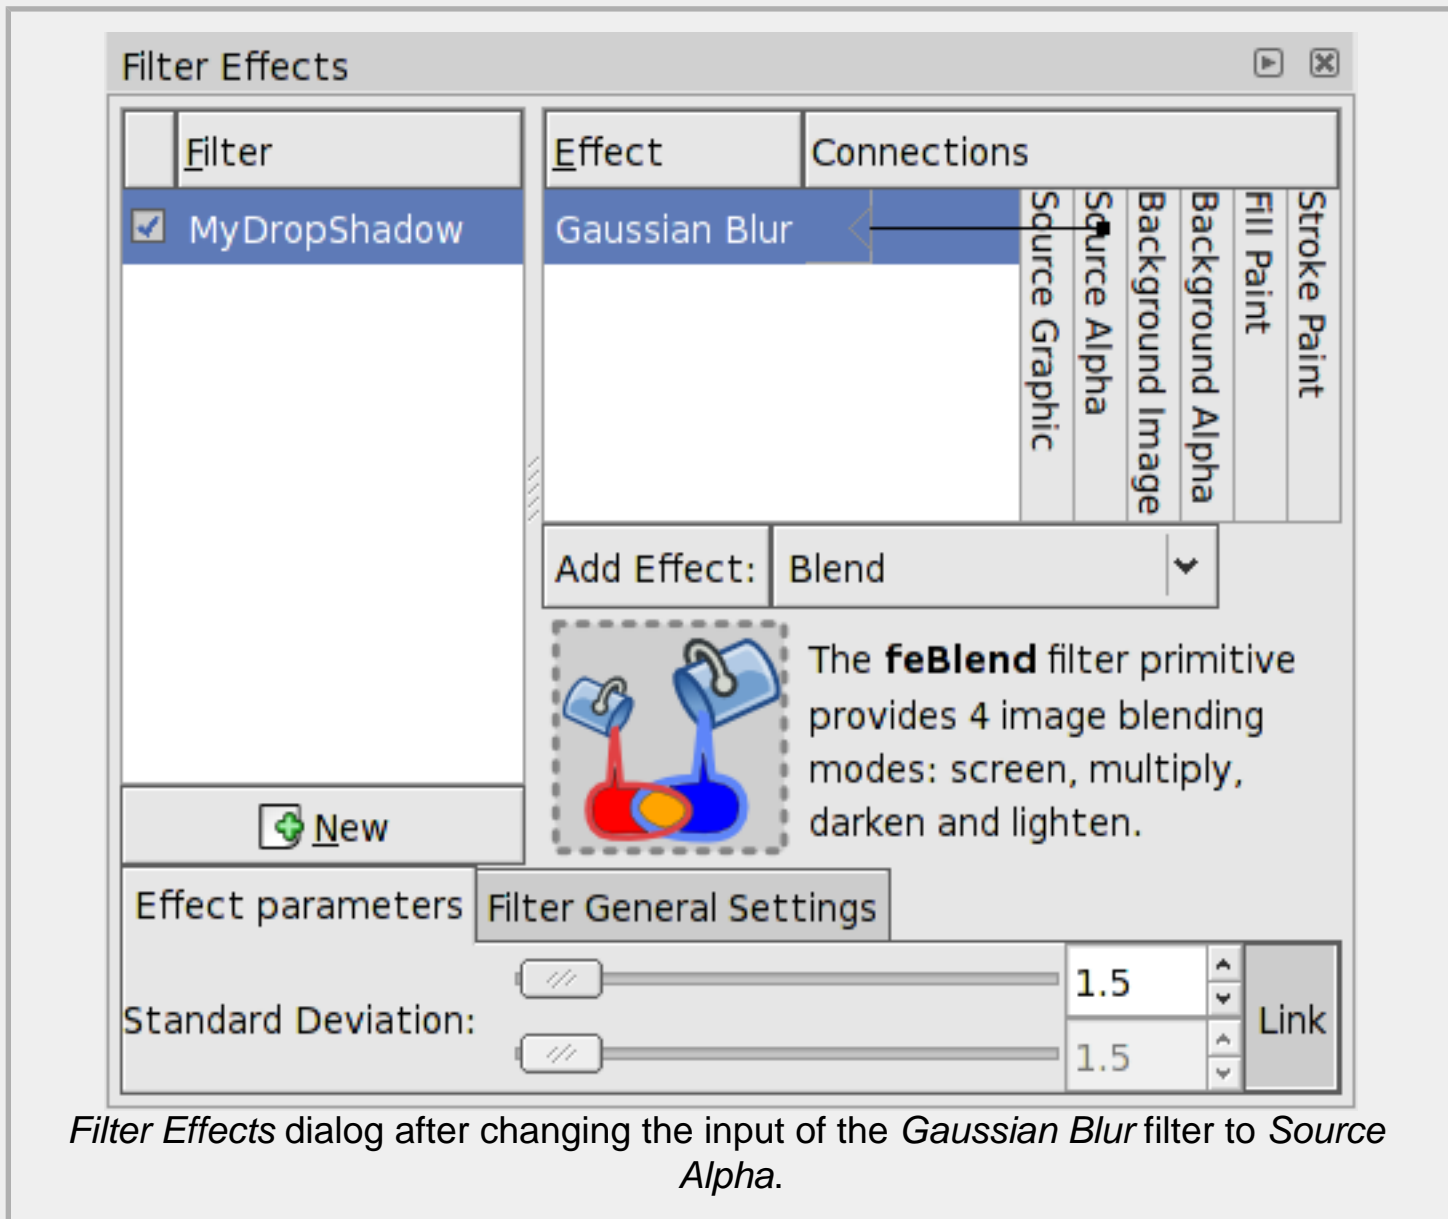 Filter Effects
Filter
Effect
Connections
MyDropShadow
Gaussian Blur
Source Graphic
Source Alpha
Background Image
Background Alpha
Fill Paint
Stroke Paint
Add Effect:
Blend
The feBlend filter primitive
provides 4 image blending
modes: screen, multiply,
darken and lighten.
New
Effect parameters
Filter General Settings
Standard Deviation:
1.5
1.5
Link
Filter Effects dialog after changing the input of the Gaussian Blur filter to Source
Alpha.